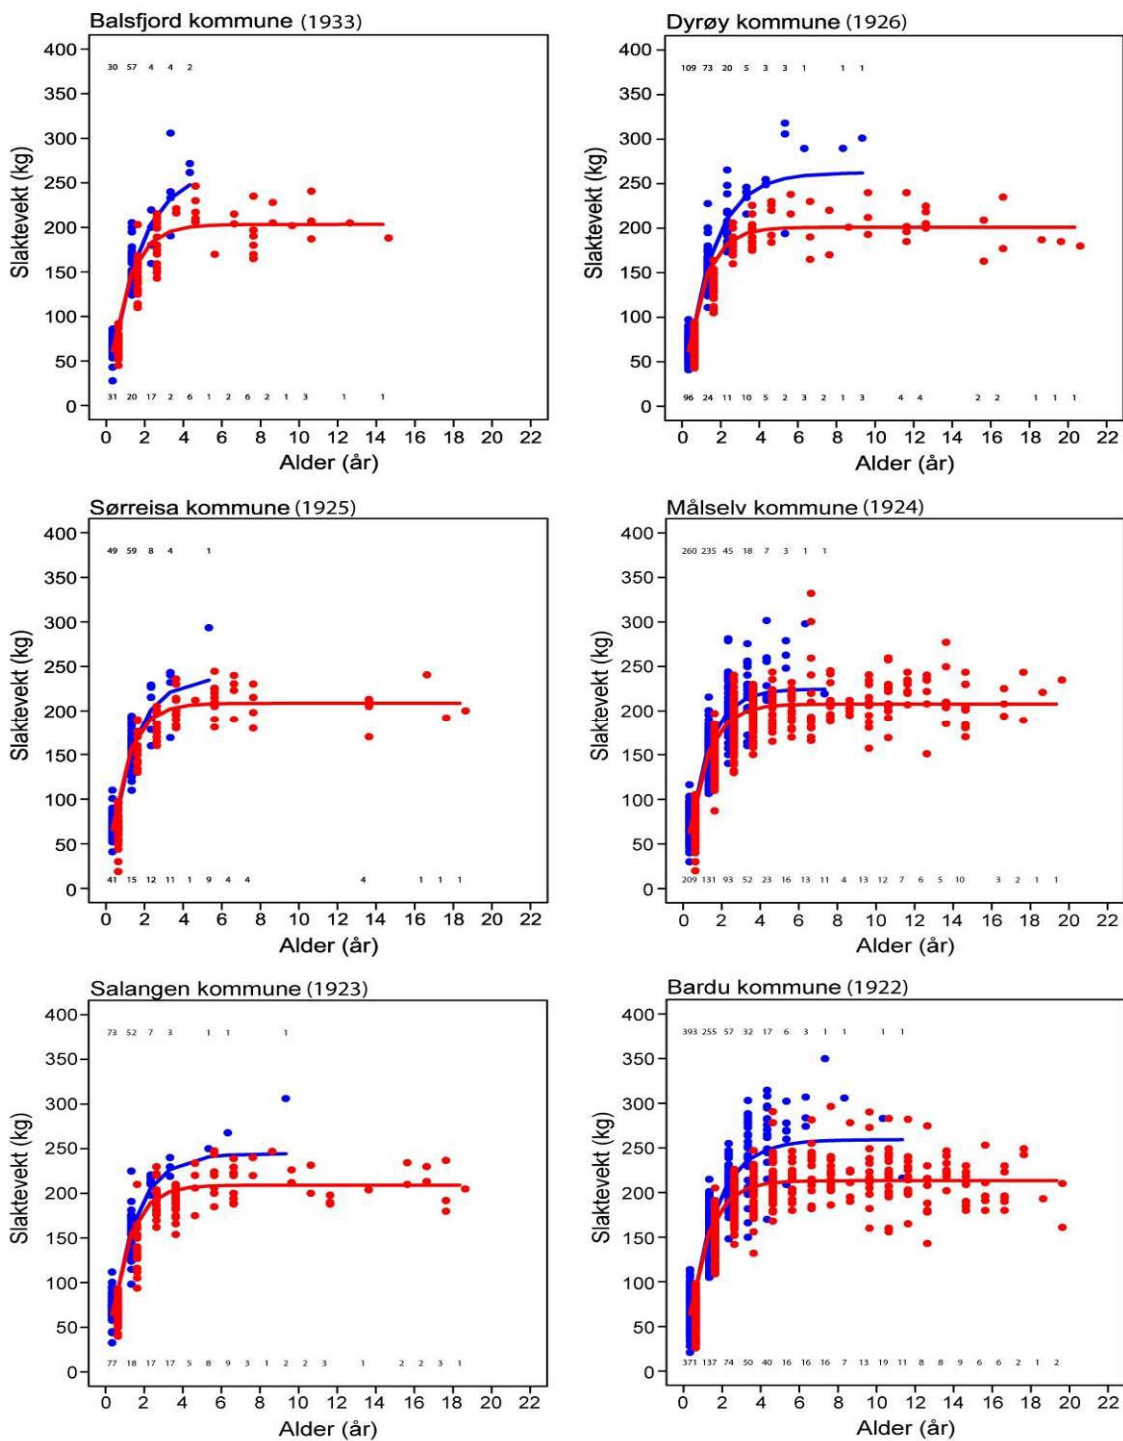 Balsfjord kommune (1933)
400
350
300
250
200
150
100
50
0
Slaktevekt (kg)
30 57 4 4 2
31 20 17 2 6 1 2 6 2 1 3 1 1
0 2 4 6 8 10 12 14 16 18 20 22
Alder (år)
Dyrøy kommune (1926)
400
350
300
250
200
150
100
50
0
Slaktevekt (kg)
109 73 20 5 3 3 1 1 1
96 24 11 10 5 2 3 2 1 3 4 4 2 2 1 1 1
0 2 4 6 8 10 12 14 16 18 20 22
Alder (år)
Sørreisa kommune (1925)
400
350
300
250
200
150
100
50
0
Slaktevekt (kg)
49 59 8 4 1
41 15 12 11 1 9 4 4 4 1 1 1
0 2 4 6 8 10 12 14 16 18 20 22
Alder (år)
Målselv kommune (1924)
400
350
300
250
200
150
100
50
0
Slaktevekt (kg)
260 235 45 18 7 3 1 1
209 131 93 52 23 16 13 11 4 13 12 7 6 5 10 3 2 1 1
0 2 4 6 8 10 12 14 16 18 20 22
Alder (år)
Salangen kommune (1923)
400
350
300
250
200
150
100
50
0
Slaktevekt (kg)
73 52 7 3 1 1 1
77 18 17 17 5 8 9 3 1 2 2 3 1 2 2 3 1
0 2 4 6 8 10 12 14 16 18 20 22
Alder (år)
Bardu kommune (1922)
400
350
300
250
200
150
100
50
0
Slaktevekt (kg)
393 255 57 32 17 6 3 1 1 1 1
371 137 74 50 40 16 16 16 7 13 19 11 8 8 9 6 6 2 1 2
0 2 4 6 8 10 12 14 16 18 20 22
Alder (år)